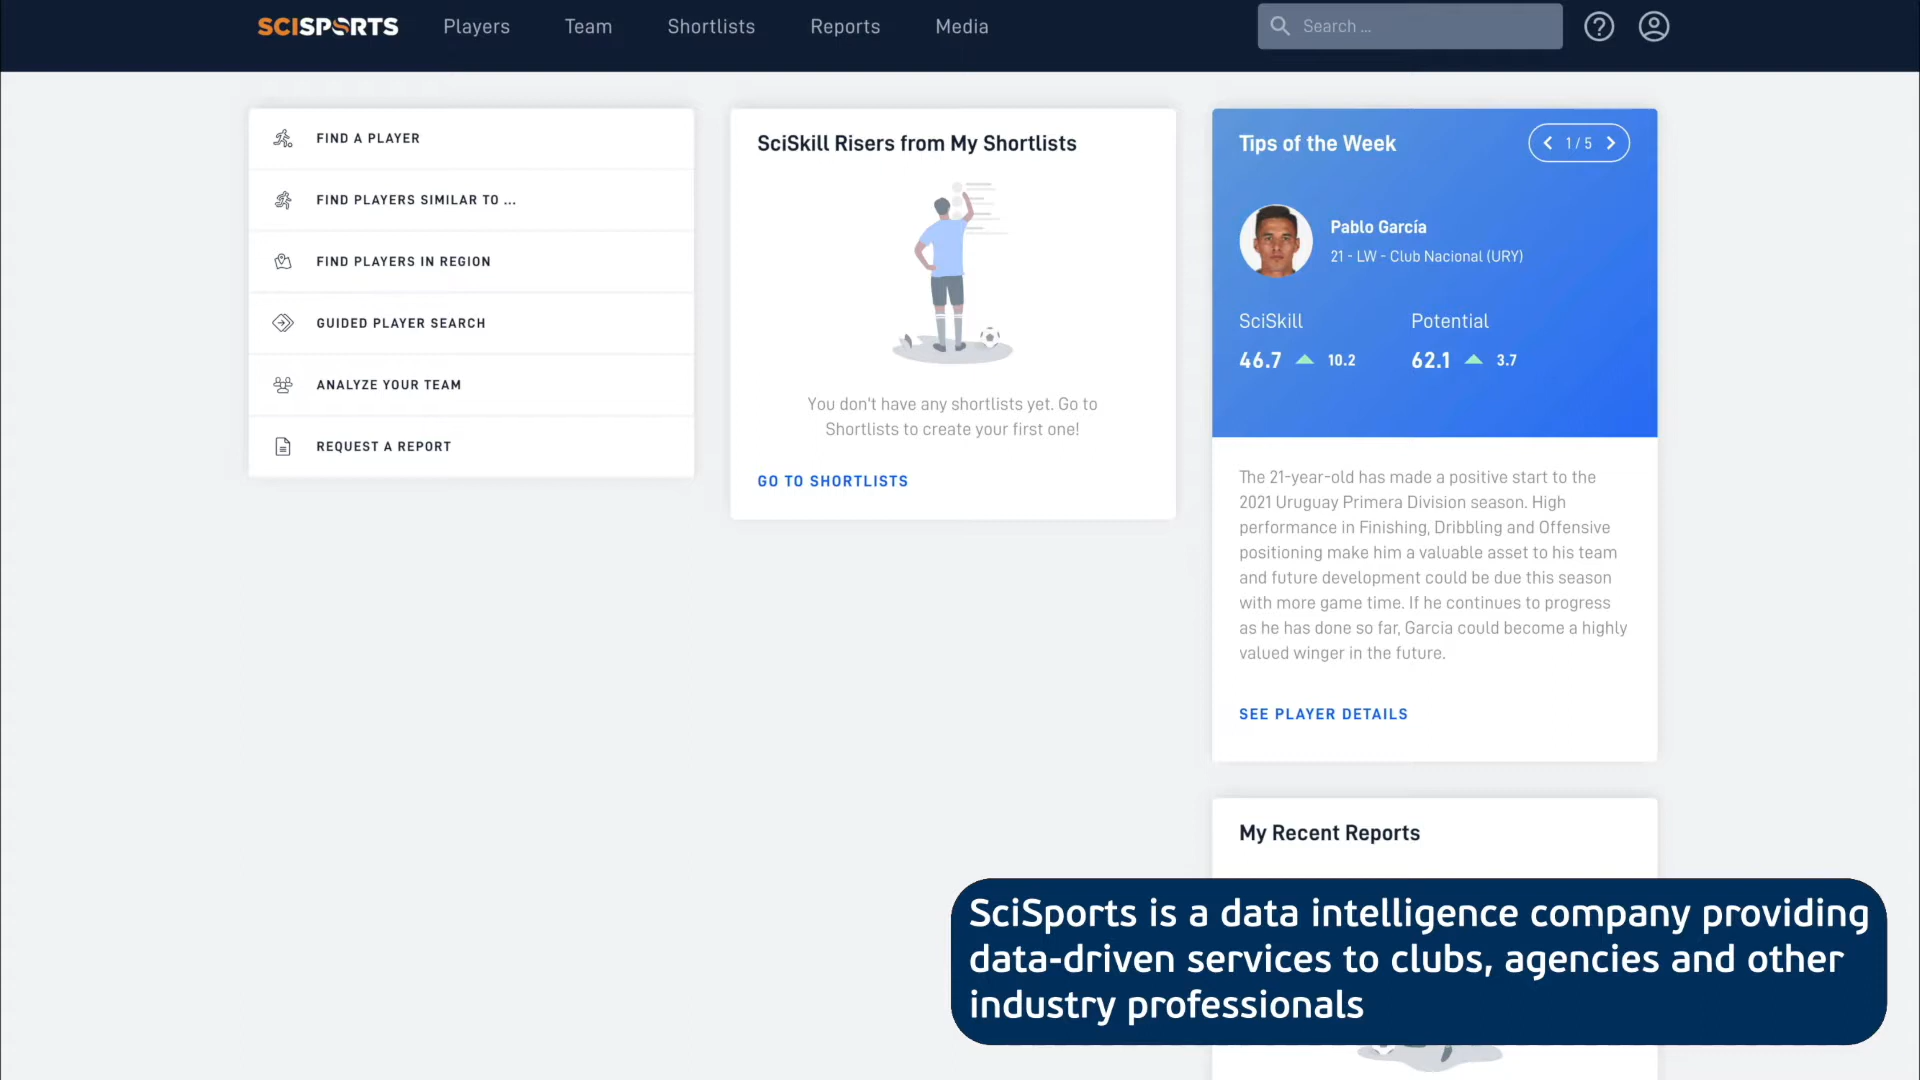 SCISPORTS
Players
Team
Shortlists
Reports
Media
Search ...
FIND A PLAYER
FIND PLAYERS SIMILAR TO ...
FIND PLAYERS IN REGION
GUIDED PLAYER SEARCH
ANALYZE YOUR TEAM
REQUEST A REPORT
SciSkill Risers from My Shortlists
You don't have any shortlists yet. Go to
Shortlists to create your first one!
GO TO SHORTLISTS
Tips of the Week
1 / 5
Pablo García
21 - LW - Club Nacional (URY)
SciSkill
Potential
46.7 10.2
62.1 3.7
The 21-year-old has made a positive start to the
2021 Uruguay Primera Division season. High
performance in Finishing, Dribbling and Offensive
positioning make him a valuable asset to his team
and future development could be due this season
with more game time. If he continues to progress
as he has done so far, Garcia could become a highly
valued winger in the future.
SEE PLAYER DETAILS
My Recent Reports
SciSports is a data intelligence company providing
data-driven services to clubs, agencies and other
industry professionals